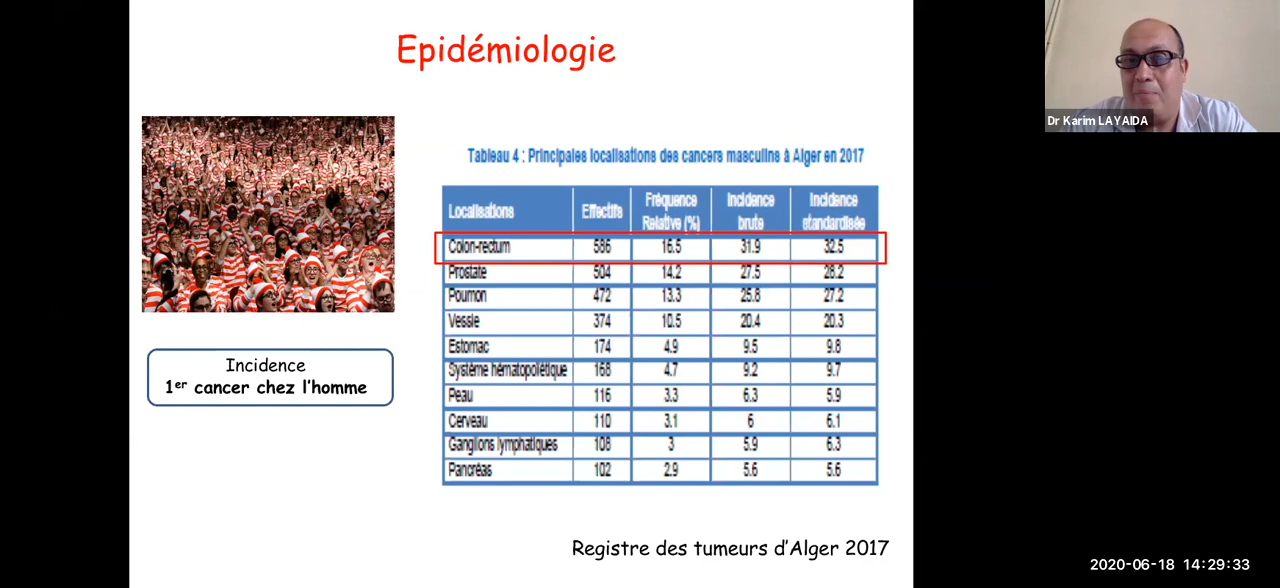 Epidémiologie
Dr Karim LAYAIDA
Tableau 4 : Principales localisations des cancers masculins à Alger en 2017
Localisations Effectifs Fréquence Relative (%) Incidence brute Incidence standardisée
Colon-rectum 586 16.5 31.9 32.5
Prostate 504 14.2 27.5 28.2
Poumon 472 13.3 25.8 27.2
Vessie 374 10.5 20.4 20.3
Estomac 174 4.9 9.5 9.8
Système hématopoïétique 168 4.7 9.2 9.7
Peau 116 3.3 6.3 5.9
Cerveau 110 3.1 6 6.1
Ganglions lymphatiques 108 3 5.9 6.3
Pancréas 102 2.9 5.6 5.6
Incidence
1er cancer chez l’homme
Registre des tumeurs d’Alger 2017
2020-06-18 14:29:33